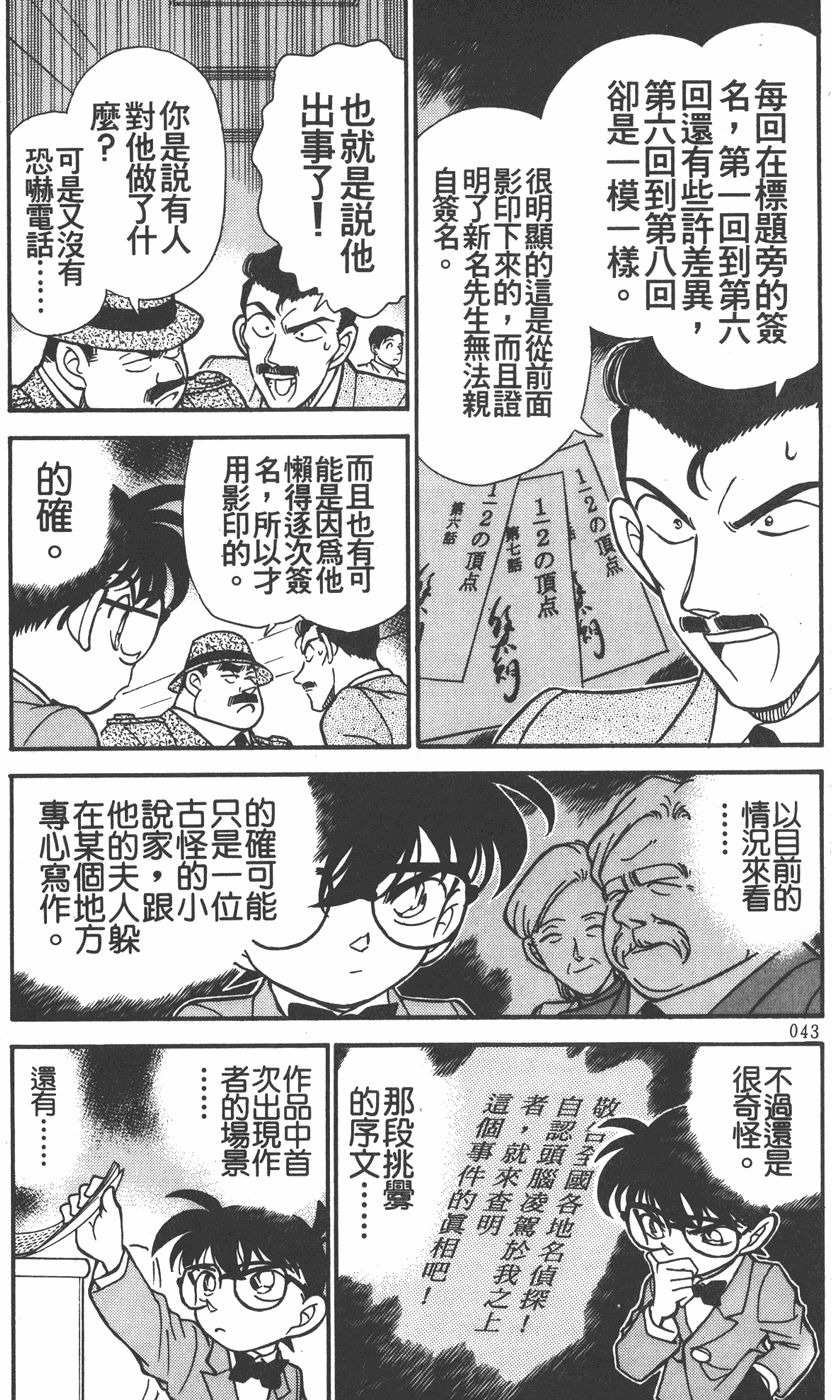 每回在標題旁的簽
名，第一回到第六
回還有些許差異，
第六回到第八回
卻是一模一樣。
很明顯的這是從前面
影印下來的，而且證
明了新名先生無法親
自簽名。
1/2の頂点
1/2の頂点
第七話
1/2の頂点
第六話
也就是說他
出事了！
你是說有人
對他做了什
麼？
可是又沒有
恐嚇電話……
而且也有可
能是因為他
懶得逐次簽
名，所以才
用影印的。
的確。
以目前的
情況來看
……
的確可能
只是一位
古怪的小
說家，跟
他的夫人躲
在某個地方
專心寫作。
043
不過還是
很奇怪。
敬告全國各地名偵探！
自認頭腦凌駕於我之上
者，就來查明
這個事件的真相吧！
那段挑釁
的序文……
作品中首
次出現作
者的場景
……
還有……